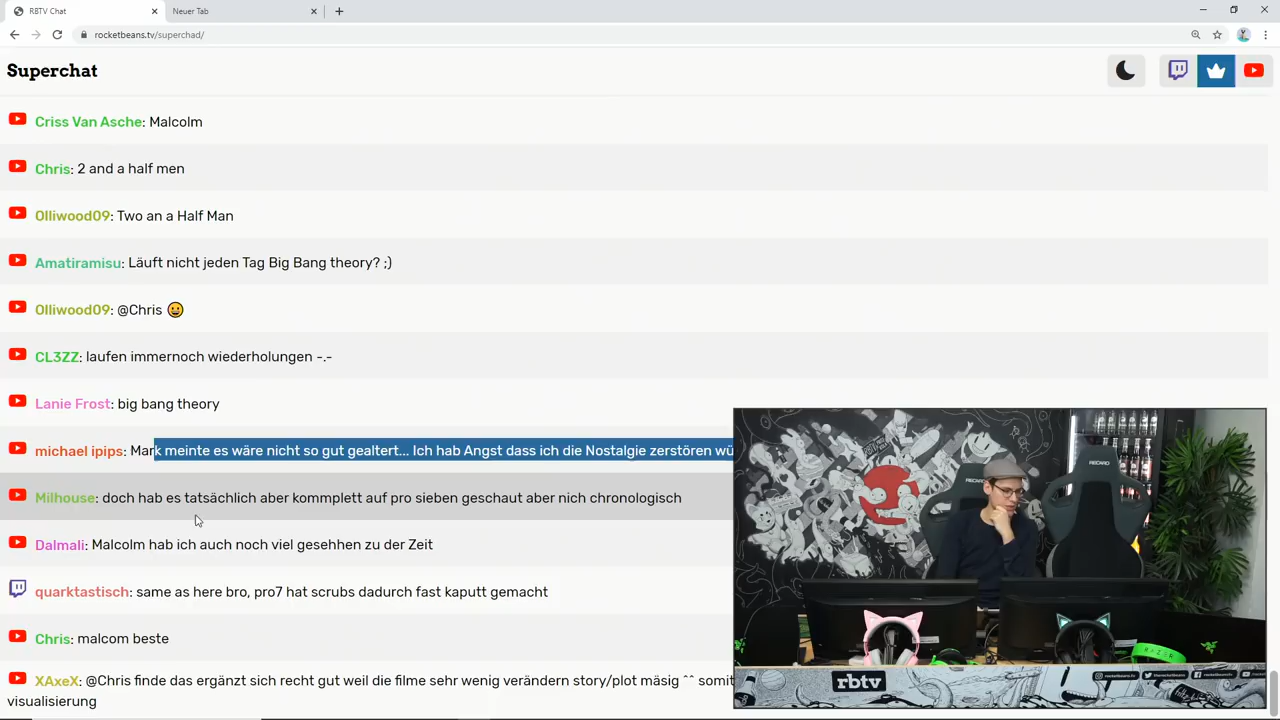 RBTV Chat
Neuer Tab
rocketbeans.tv/superchad/
Superchat
Criss Van Asche: Malcolm
Chris: 2 and a half men
Olliwood09: Two an a Half Man
Amatiramisu: Läuft nicht jeden Tag Big Bang theory? ;)
Olliwood09: @Chris 😀
CL3ZZ: laufen immernoch wiederholungen -.-
Lanie Frost: big bang theory
michael ipips: Mark meinte es wäre nicht so gut gealtert... Ich hab Angst dass ich die Nostalgie zerstören wü
Milhouse: doch hab es tatsächlich aber kommplett auf pro sieben geschaut aber nich chronologisch
Dalmali: Malcolm hab ich auch noch viel gesehhen zu der Zeit
quarktastisch: same as here bro, pro7 hat scrubs dadurch fast kaputt gemacht
Chris: malcom beste
XAxeX: @Chris finde das ergänzt sich recht gut weil die filme sehr wenig verändern story/plot mäsig ^^ somit
visualisierung
RECARO
RECARO
RAZER
rbtv